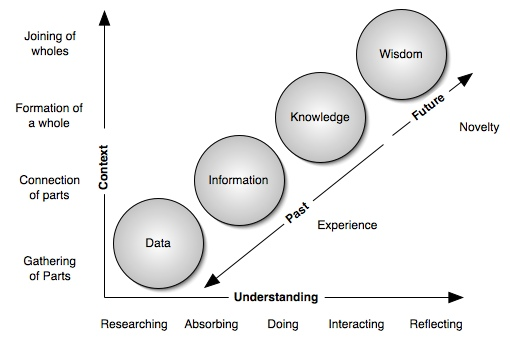 Joining of
wholes
Wisdom
Future
Formation of
a whole
Knowledge
Novelty
Context
Connection
of parts
Information
Past
Experience
Data
Gathering
of Parts
Understanding
Researching Absorbing Doing Interacting Reflecting